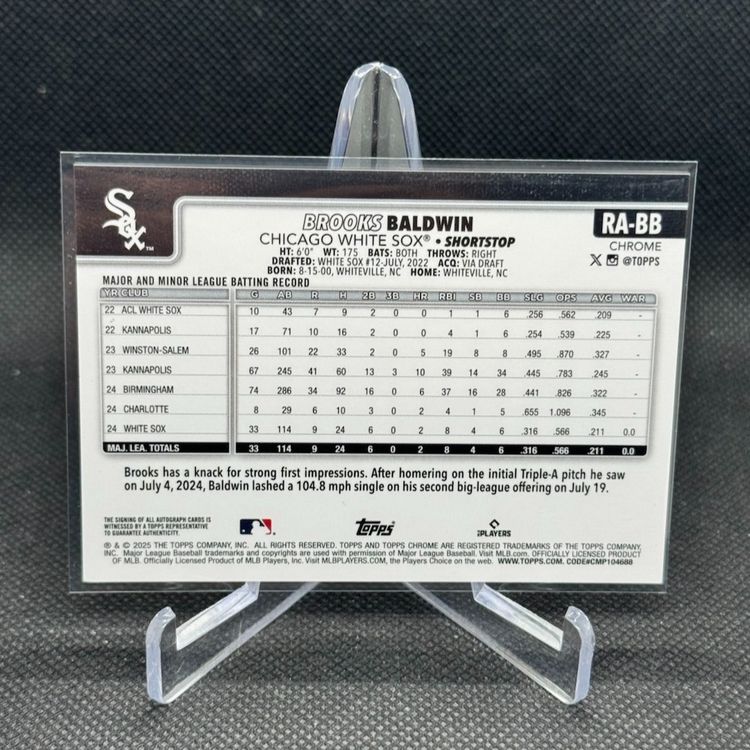 Sox
TM
BROOKS BALDWIN
RA-BB
CHICAGO WHITE SOX® • SHORTSTOP
CHROME
HT: 6'0" WT: 175 BATS: BOTH THROWS: RIGHT
@TOPPS
DRAFTED: WHITE SOX #12-JULY, 2022 ACQ: VIA DRAFT
BORN: 8-15-00, WHITEVILLE, NC HOME: WHITEVILLE, NC
MAJOR AND MINOR LEAGUE BATTING RECORD
YR CLUB G AB R H 2B 3B HR RBI SB BB SLG OPS AVG WAR
22 ACL WHITE SOX 10 43 7 9 2 0 0 1 1 6 .256 .562 .209 -
22 KANNAPOLIS 17 71 10 16 2 0 0 4 1 6 .254 .539 .225 -
23 WINSTON-SALEM 26 101 22 33 2 0 5 19 8 8 .495 .870 .327 -
23 KANNAPOLIS 67 245 41 60 13 3 10 39 14 34 .445 .783 .245 -
24 BIRMINGHAM 74 286 34 92 16 0 6 37 16 28 .441 .826 .322 -
24 CHARLOTTE 8 29 6 10 3 0 2 4 1 5 .655 1.096 .345 -
24 WHITE SOX 33 114 9 24 6 0 2 8 4 6 .316 .566 .211 0.0
MAJ. LEA. TOTALS 33 114 9 24 6 0 2 8 4 6 .316 .566 .211 0.0
Brooks has a knack for strong first impressions. After homering on the initial Triple-A pitch he saw
on July 4, 2024, Baldwin lashed a 104.8 mph single on his second big-league offering on July 19.
THE SIGNING OF ALL AUTOGRAPH CARDS IS
WITNESSED BY A TOPPS REPRESENTATIVE
TO GUARANTEE AUTHENTICITY.
Topps
PLAYERS
® & © 2025 THE TOPPS COMPANY, INC. ALL RIGHTS RESERVED. TOPPS AND TOPPS CHROME ARE REGISTERED TRADEMARKS OF THE TOPPS COMPANY,
INC. Major League Baseball trademarks and copyrights are used with permission of Major League Baseball. Visit MLB.com. OFFICIALLY LICENSED PRODUCT
OF MLB. Officially Licensed Product of MLB Players, Inc. Visit MLBPLAYERS.com, the Players Choice on the web. WWW.TOPPS.COM. CODE#CMP104688